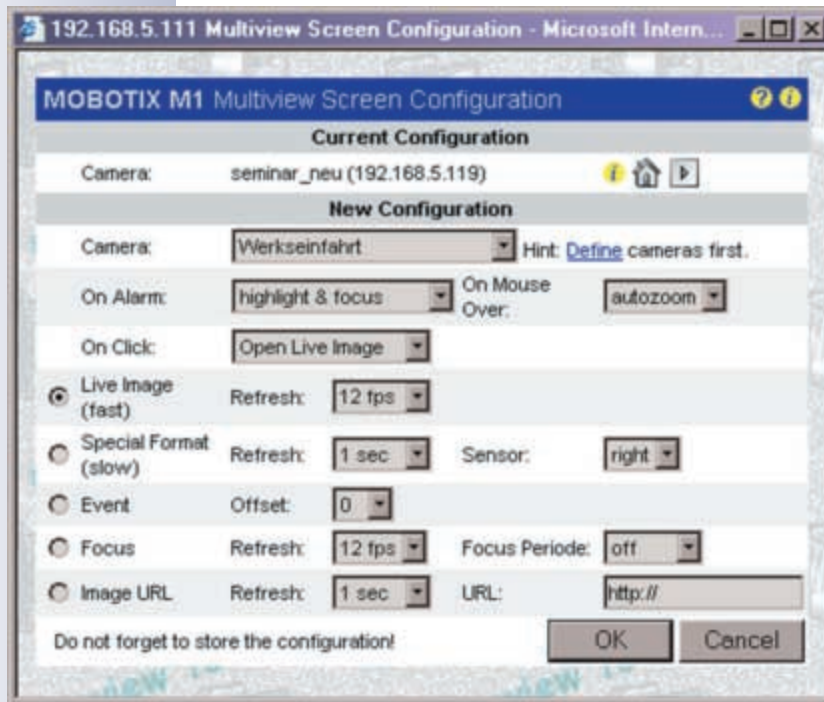 192.168.5.111 Multiview Screen Configuration - Microsoft Intern...
MOBOTIX M1 Multiview Screen Configuration
Current Configuration
Camera: seminar_neu (192.168.5.119)
New Configuration
Camera: Werkseinfahrt Hint: Define cameras first.
On Alarm: highlight & focus On Mouse Over: autozoom
On Click: Open Live Image
Live Image (fast) Refresh: 12 fps
Special Format (slow) Refresh: 1 sec Sensor: right
Event Offset: 0
Focus Refresh: 12 fps Focus Periode: off
Image URL Refresh: 1 sec URL: http://
Do not forget to store the configuration! OK Cancel